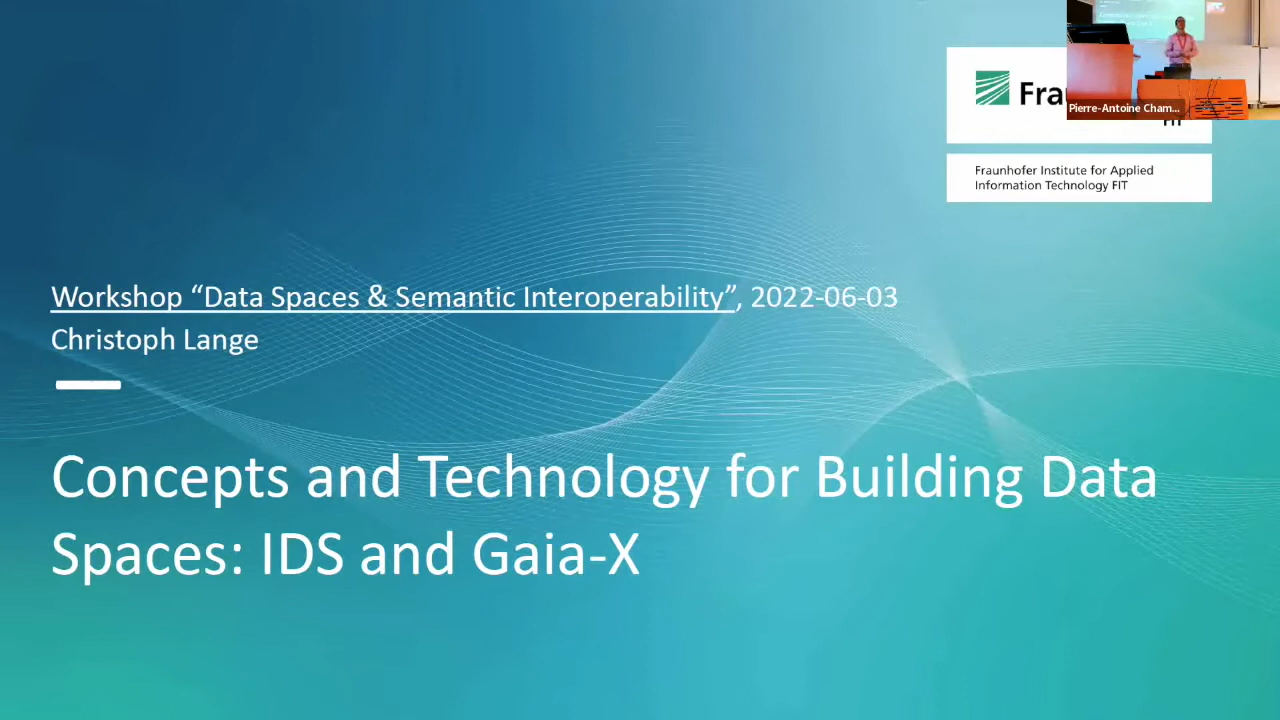 Fra
Pierre-Antoine Cham...
Fraunhofer Institute for Applied
Information Technology FIT
Workshop “Data Spaces & Semantic Interoperability”, 2022-06-03
Christoph Lange
Concepts and Technology for Building Data
Spaces: IDS and Gaia-X